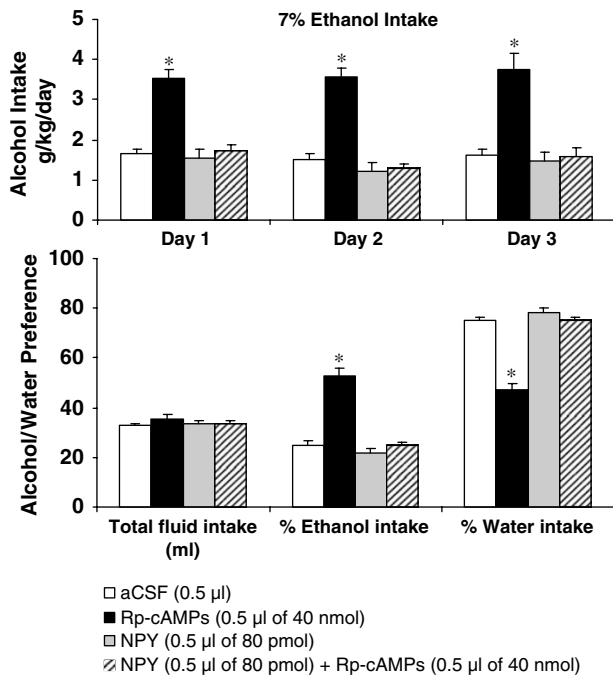 7% Ethanol Intake
Alcohol Intake
g/kg/day
5
4
3
2
1
0
*
*
*
Day 1
Day 2
Day 3
Alcohol/Water Preference
100
80
60
40
20
0
*
*
Total fluid intake
(ml)
% Ethanol intake
% Water intake
aCSF (0.5 µl)
Rp-cAMPs (0.5 µl of 40 nmol)
NPY (0.5 µl of 80 pmol)
NPY (0.5 µl of 80 pmol) + Rp-cAMPs (0.5 µl of 40 nmol)